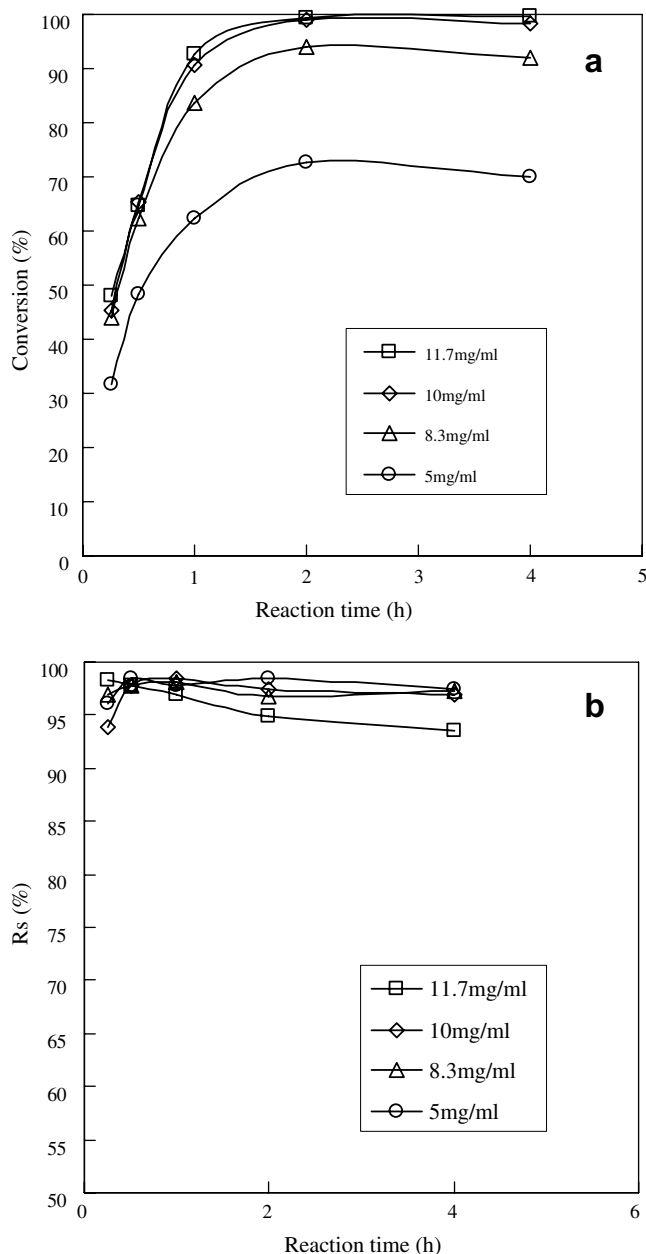 100
90
80
70
60
50
40
30
20
10
0
Conversion (%)
a
11.7mg/ml
10mg/ml
8.3mg/ml
5mg/ml
0 1 2 3 4 5
Reaction time (h)
100
95
90
85
80
75
70
65
60
55
50
Rs (%)
b
11.7mg/ml
10mg/ml
8.3mg/ml
5mg/ml
0 2 4 6
Reaction time (h)